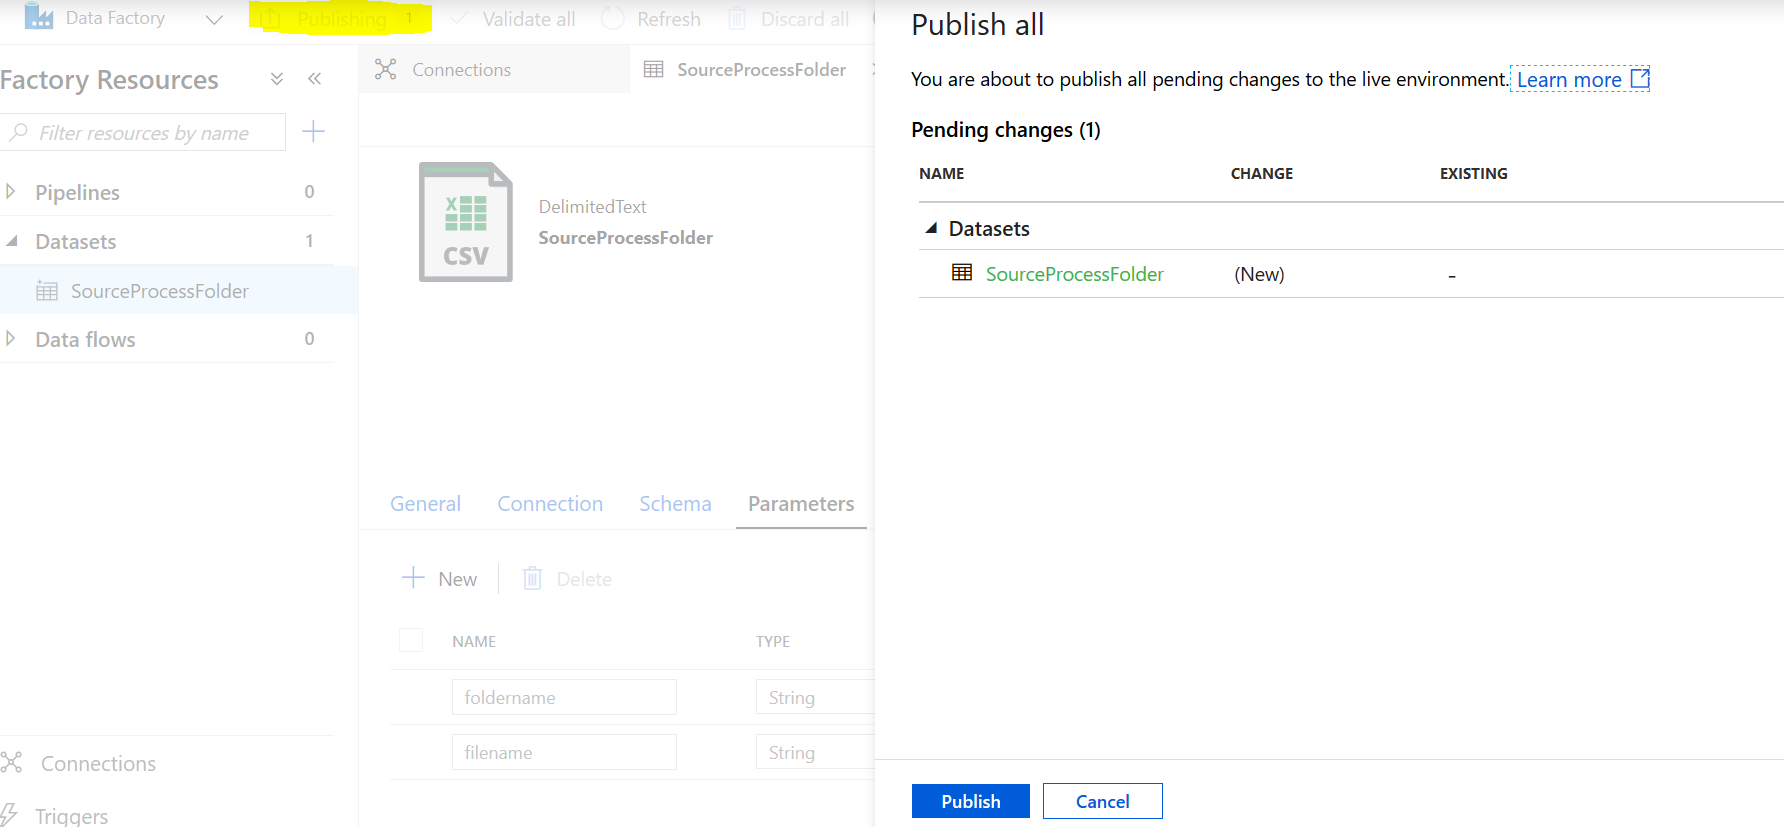 Data Factory
Publishing 1
Validate all
Refresh
Discard all
Factory Resources
Filter resources by name
Pipelines 0
Datasets 1
SourceProcessFolder
Data flows 0
Connections
Triggers
Connections
SourceProcessFolder
X
CSV
DelimitedText
SourceProcessFolder
General Connection Schema Parameters
New Delete
NAME TYPE
foldername String
filename String
Publish all
You are about to publish all pending changes to the live environment. Learn more
Pending changes (1)
NAME CHANGE EXISTING
Datasets
SourceProcessFolder (New) -
Publish Cancel